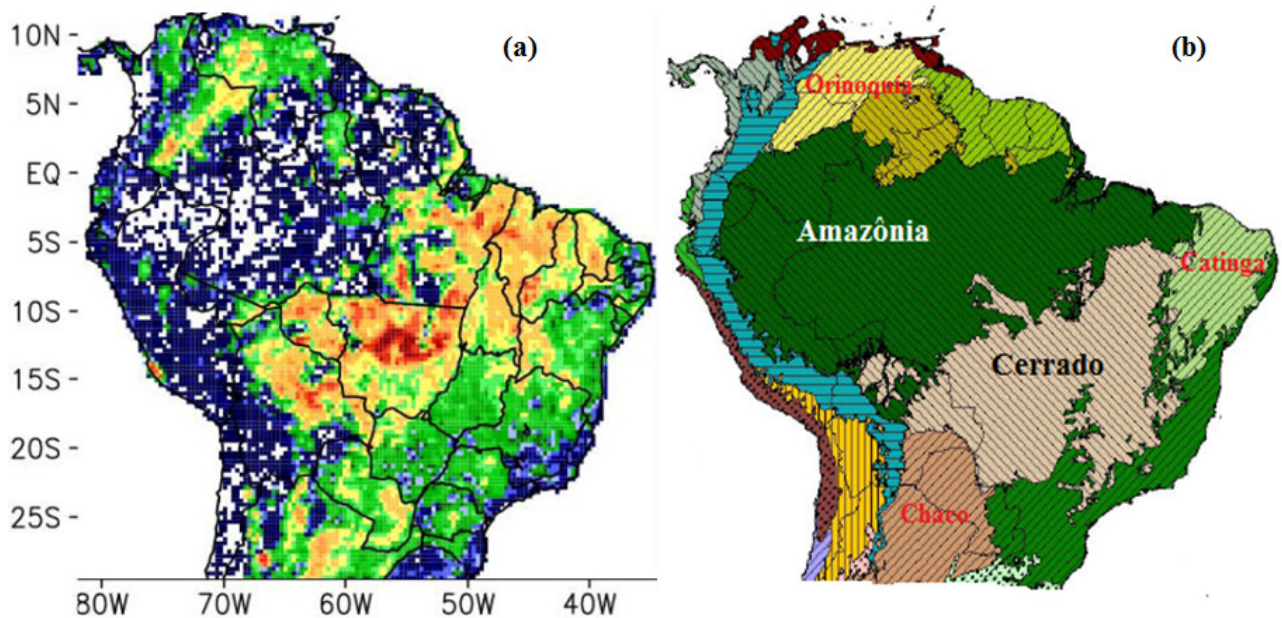 (a)
10N
5N
EQ
5S
10S
15S
20S
25S
80W 70W 60W 50W 40W
(b)
Orinoquia
Amazônia
Catinga
Cerrado
Chaco